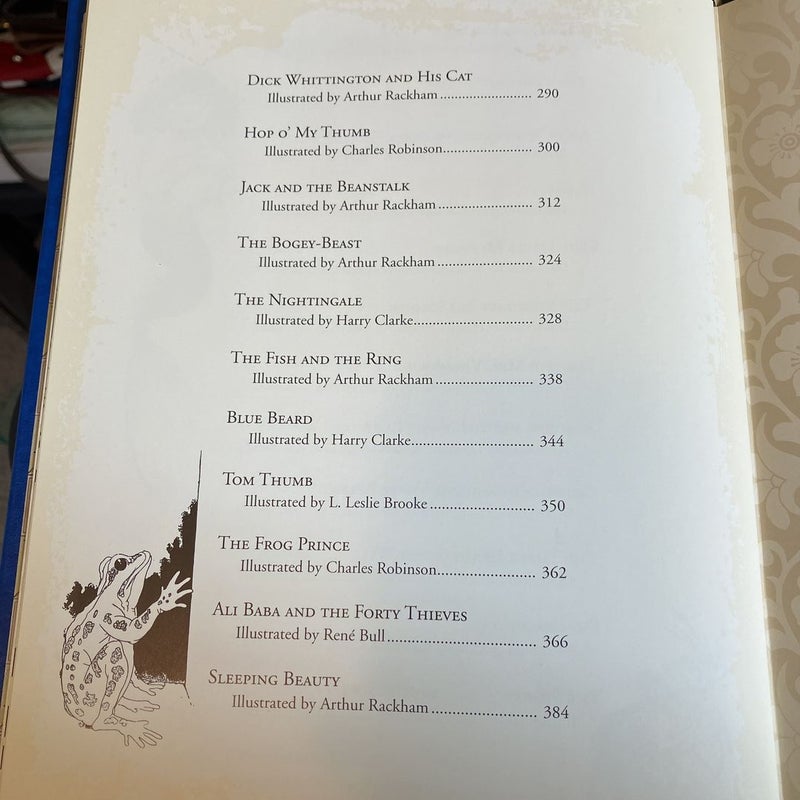 Dick Whittington and His Cat
Illustrated by Arthur Rackham .............................. 290
Hop o' My Thumb
Illustrated by Charles Robinson............................ 300
Jack and the Beanstalk
Illustrated by Arthur Rackham .............................. 312
The Bogey-Beast
Illustrated by Arthur Rackham .............................. 324
The Nightingale
Illustrated by Harry Clarke..................................... 328
The Fish and the Ring
Illustrated by Arthur Rackham .............................. 338
Blue Beard
Illustrated by Harry Clarke..................................... 344
Tom Thumb
Illustrated by L. Leslie Brooke ............................... 350
The Frog Prince
Illustrated by Charles Robinson............................ 362
Ali Baba and the Forty Thieves
Illustrated by René Bull.......................................... 366
Sleeping Beauty
Illustrated by Arthur Rackham .............................. 384